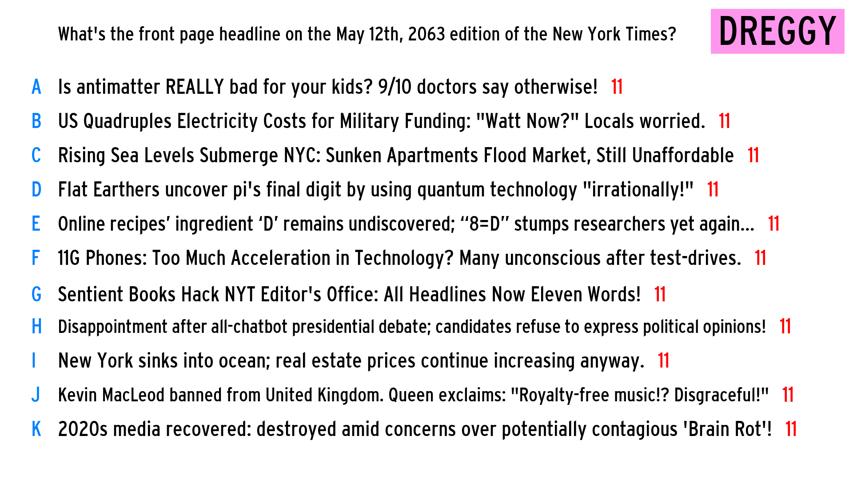 What's the front page headline on the May 12th, 2063 edition of the New York Times?
DREGGY
A Is antimatter REALLY bad for your kids? 9/10 doctors say otherwise! 11
B US Quadruples Electricity Costs for Military Funding: "Watt Now?" Locals worried. 11
C Rising Sea Levels Submerge NYC: Sunken Apartments Flood Market, Still Unaffordable 11
D Flat Earthers uncover pi's final digit by using quantum technology "irrationally!" 11
E Online recipes’ ingredient ‘D’ remains undiscovered; “8=D” stumps researchers yet again... 11
F 11G Phones: Too Much Acceleration in Technology? Many unconscious after test-drives. 11
G Sentient Books Hack NYT Editor's Office: All Headlines Now Eleven Words! 11
H Disappointment after all-chatbot presidential debate; candidates refuse to express political opinions! 11
I New York sinks into ocean; real estate prices continue increasing anyway. 11
J Kevin MacLeod banned from United Kingdom. Queen exclaims: "Royalty-free music!? Disgraceful!" 11
K 2020s media recovered: destroyed amid concerns over potentially contagious 'Brain Rot'! 11